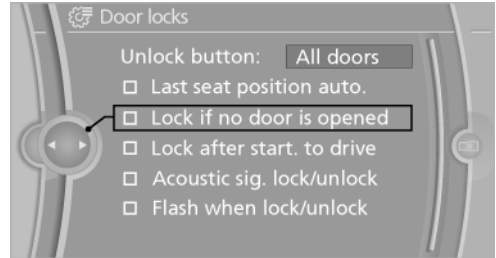 Door locks
Unlock button: All doors
Last seat position auto.
Lock if no door is opened
Lock after start. to drive
Acoustic sig. lock/unlock
Flash when lock/unlock